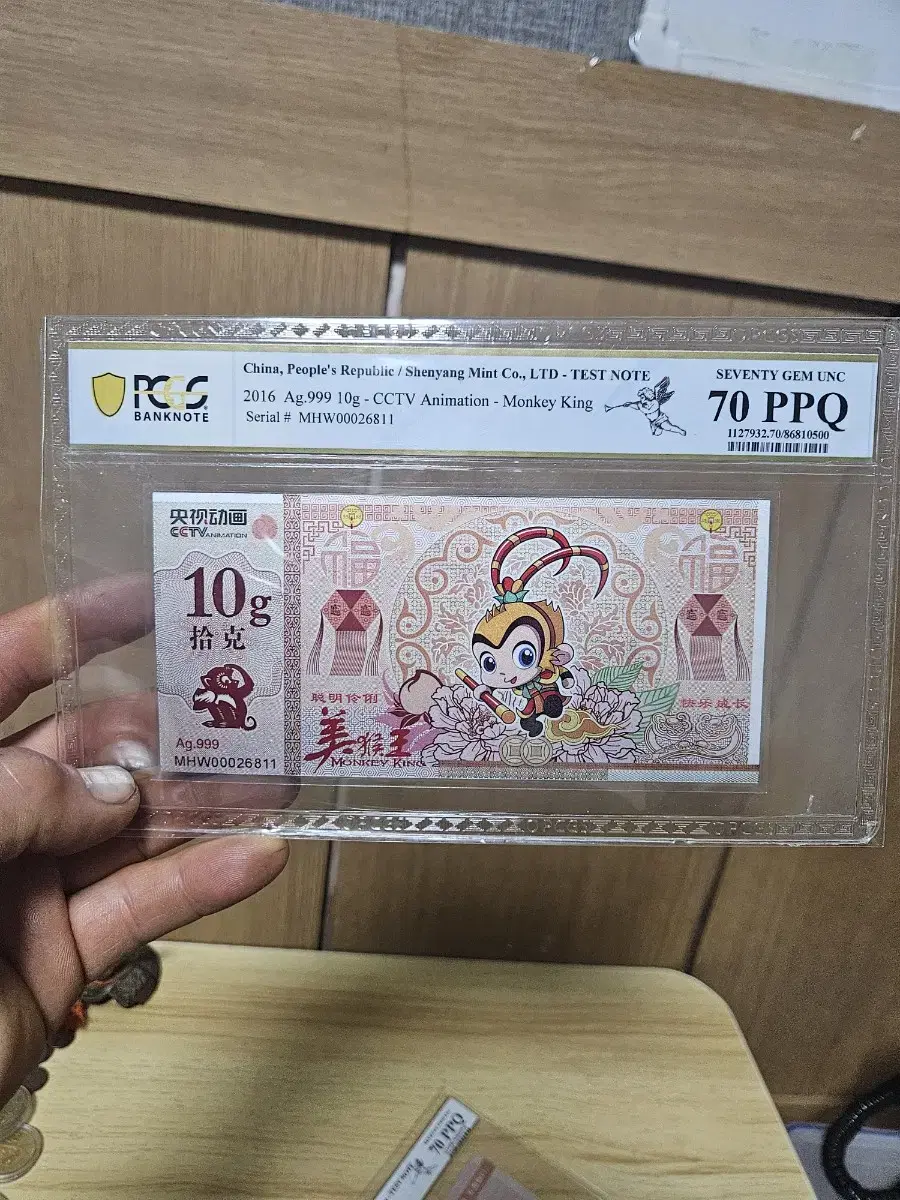 PCGS
BANKNOTE
China, People's Republic / Shenyang Mint Co., LTD - TEST NOTE
2016 Ag.999 10g - CCTV Animation - Monkey King
Serial # MHW00026811
SEVENTY GEM UNC
70 PPQ
1127932.70/86810500
央视动画
CCTV ANIMATION
10g
拾克
Ag.999
MHW00026811
福
福
聪明伶俐
快乐成长
美猴王
MONKEY KING
70 PPQ